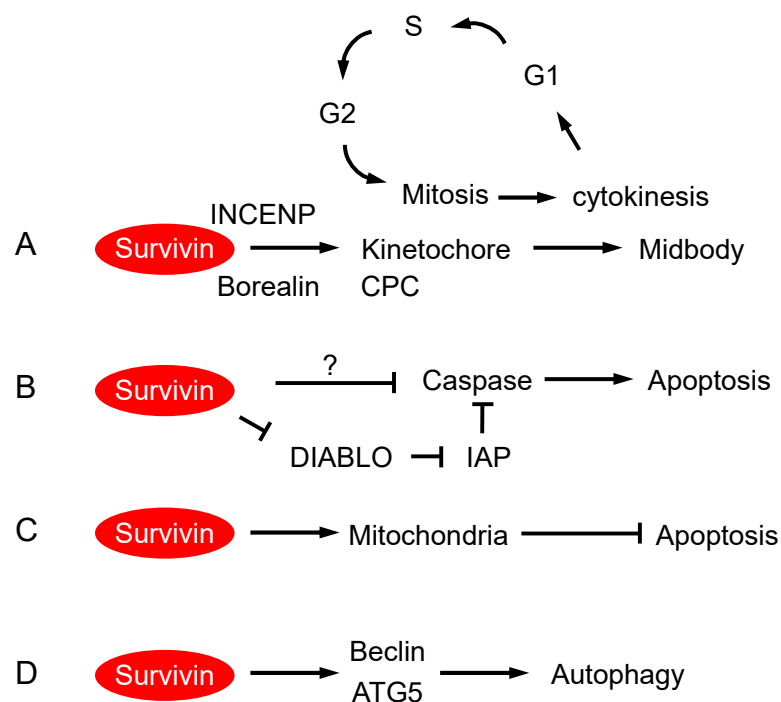 S
G1
G2
Mitosis
cytokinesis
INCENP
A
Survivin
Kinetochore
Midbody
Borealin
CPC
?
B
Survivin
Caspase
Apoptosis
DIABLO
IAP
C
Survivin
Mitochondria
Apoptosis
Beclin
D
Survivin
Autophagy
ATG5